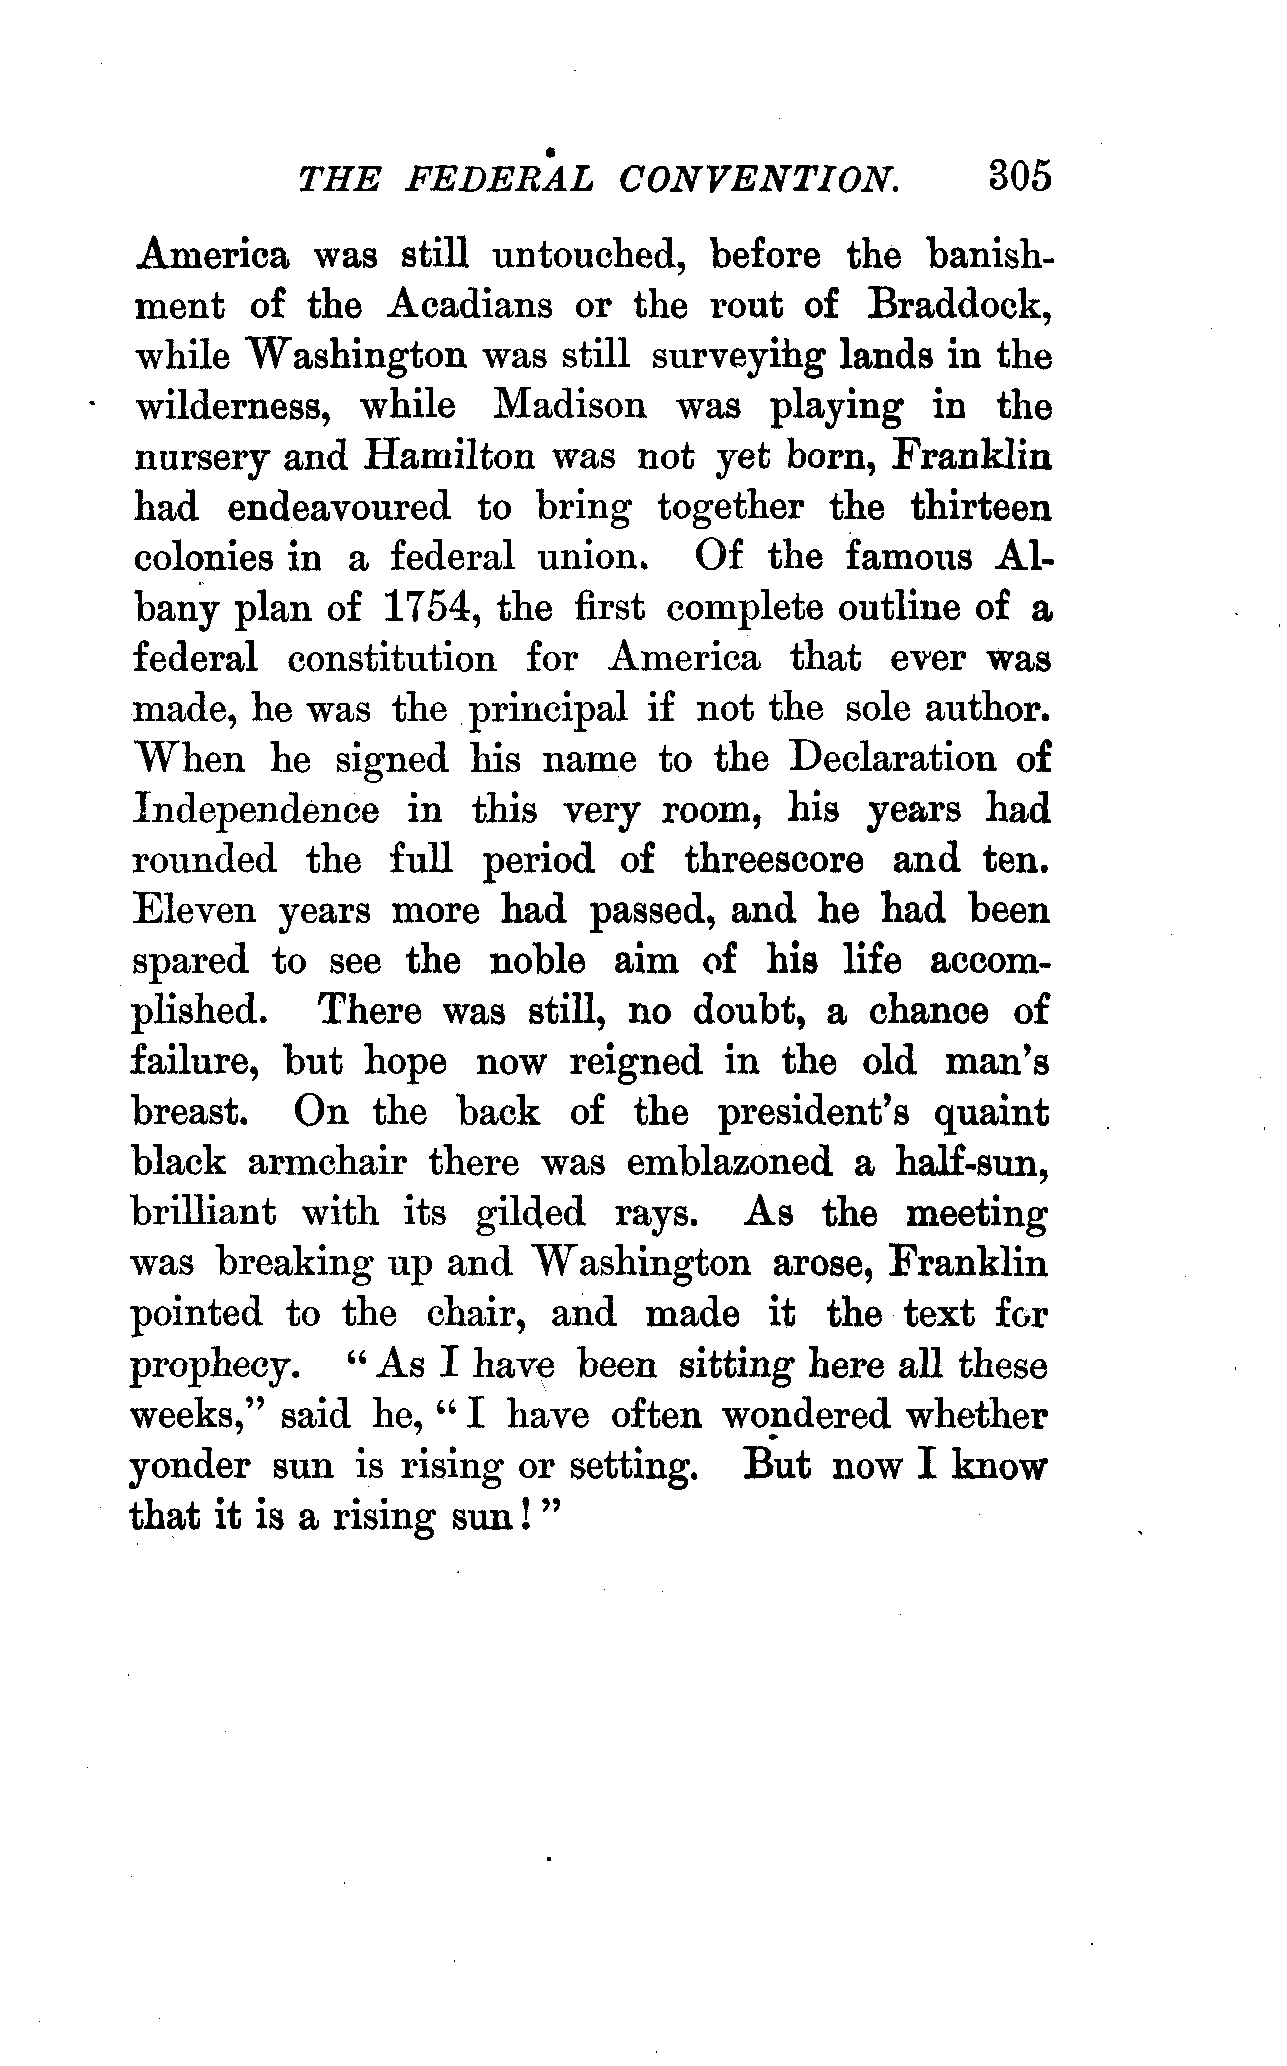 THE FEDERAL CONVENTION. 305
America was still untouched, before the banish-
ment of the Acadians or the rout of Braddock,
while Washington was still surveying lands in the
wilderness, while Madison was playing in the
nursery and Hamilton was not yet born, Franklin
had endeavoured to bring together the thirteen
colonies in a federal union. Of the famous Al-
bany plan of 1754, the first complete outline of a
federal constitution for America that ever was
made, he was the principal if not the sole author.
When he signed his name to the Declaration of
Independence in this very room, his years had
rounded the full period of threescore and ten.
Eleven years more had passed, and he had been
spared to see the noble aim of his life accom-
plished. There was still, no doubt, a chance of
failure, but hope now reigned in the old man's
breast. On the back of the president's quaint
black armchair there was emblazoned a half-sun,
brilliant with its gilded rays. As the meeting
was breaking up and Washington arose, Franklin
pointed to the chair, and made it the text for
prophecy. “ As I have been sitting here all these
weeks,” said he, “ I have often wondered whether
yonder sun is rising or setting. But now I know
that it is a rising sun! ”